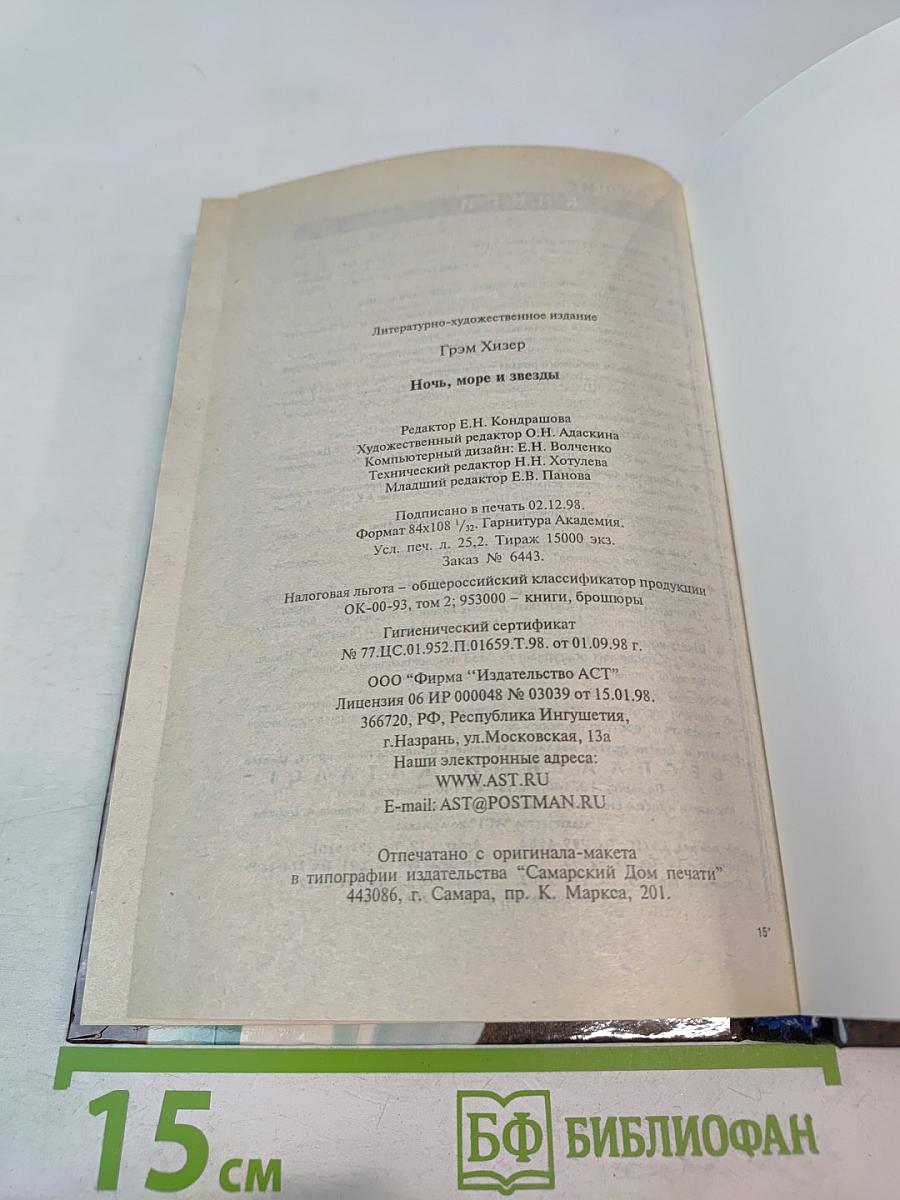 Литературно-художественное издание
Грэм Хизер
Ночь, море и звезды
Редактор Е.Н. Кондрашова
Художественный редактор О.Н. Адаскина
Компьютерный дизайн: Е.Н. Волченко
Технический редактор Н.Н. Хотулева
Младший редактор Е.В. Панова
Подписано в печать 02.12.98.
Формат 84x108 ¹/₃₂. Гарнитура Академия.
Усл. печ. л. 25,2. Тираж 15000 экз.
Заказ № 6443.
Налоговая льгота – общероссийский классификатор продукции
ОК-00-93, том 2; 953000 – книги, брошюры
Гигиенический сертификат
№ 77.ЦС.01.952.П.01659.Т.98. от 01.09.98 г.
ООО “Фирма “Издательство АСТ”
Лицензия 06 ИР 000048 № 03039 от 15.01.98.
366720, РФ, Республика Ингушетия,
г.Назрань, ул.Московская, 13а
Наши электронные адреса:
WWW.AST.RU
E-mail: AST@POSTMAN.RU
Отпечатано с оригинала-макета
в типографии издательства “Самарский Дом печати”
443086, г. Самара, пр. К. Маркса, 201.
15*
15 см
БФ БИБЛИОФАН